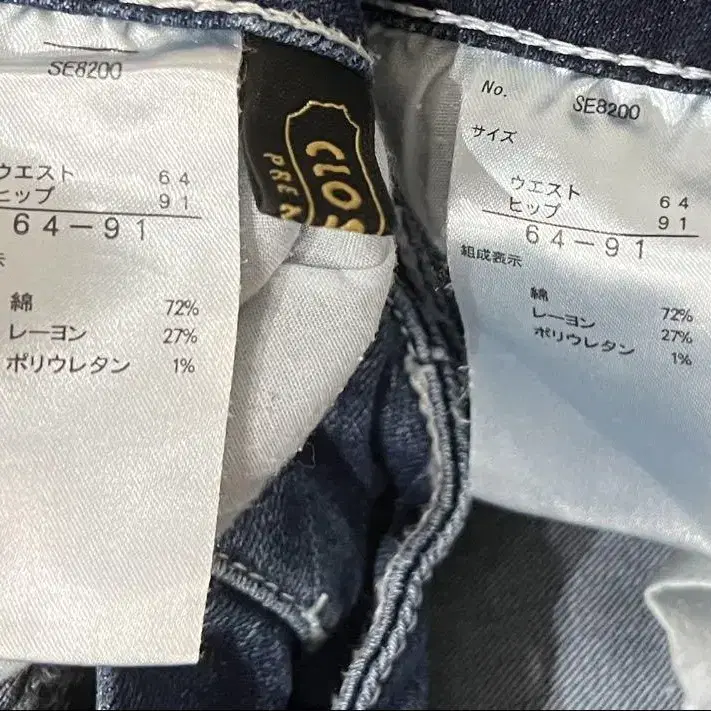 SE8200
ウエスト 64
ヒップ 91
64-91
綿 72%
レーヨン 27%
ポリウレタン 1%
CLOS
PRE
No. SE8200
サイズ
ウエスト 64
ヒップ 91
64-91
組成表示
綿 72%
レーヨン 27%
ポリウレタン 1%